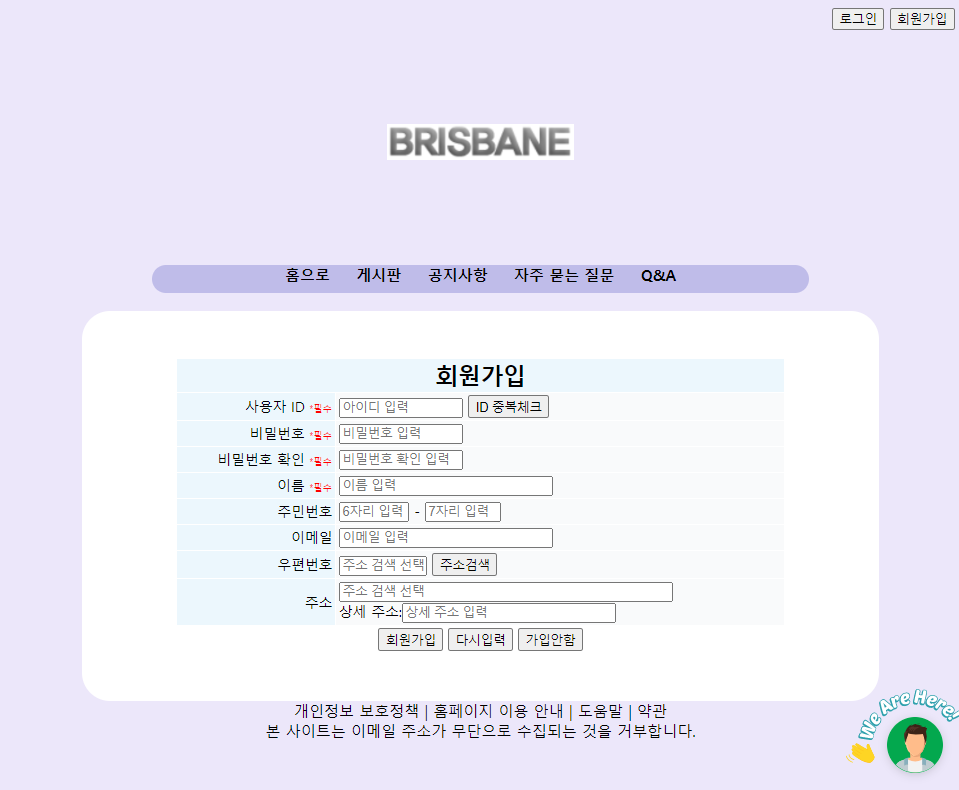 로그인 회원가입
BRISBANE
홈으로 게시판 공지사항 자주 묻는 질문 Q&A
회원가입
사용자 ID *필수 아이디 입력 ID 중복체크
비밀번호 *필수 비밀번호 입력
비밀번호 확인 *필수 비밀번호 확인 입력
이름 *필수 이름 입력
주민번호 6자리 입력 - 7자리 입력
이메일 이메일 입력
우편번호 주소 검색 선택 주소검색
주소 주소 검색 선택
상세 주소: 상세 주소 입력
회원가입 다시입력 가입안함
개인정보 보호정책 | 홈페이지 이용 안내 | 도움말 | 약관
본 사이트는 이메일 주소가 무단으로 수집되는 것을 거부합니다.
We Are Here!